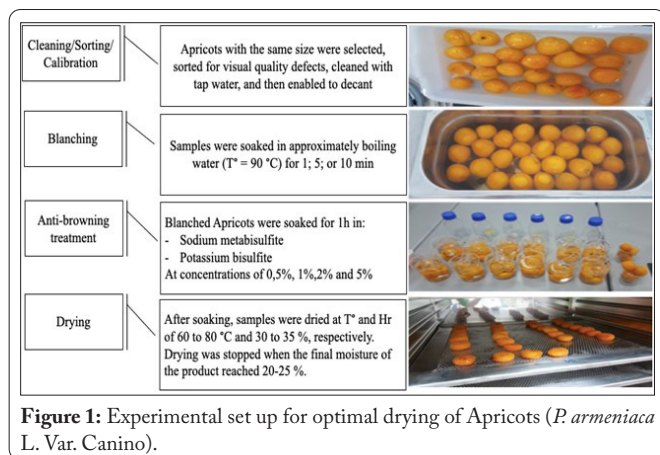 Cleaning/Sorting/
Calibration
Apricots with the same size were selected,
sorted for visual quality defects, cleaned with
tap water, and then enabled to decant
Blanching
Samples were soaked in approximately boiling
water (T° = 90 °C) for 1; 5; or 10 min
Anti-browning
treatment
Blanched Apricots were soaked for 1h in:
- Sodium metabisulfite
- Potassium bisulfite
At concentrations of 0,5%, 1%,2% and 5%
Drying
After soaking, samples were dried at T° and Hr
of 60 to 80 °C and 30 to 35 %, respectively.
Drying was stopped when the final moisture of
the product reached 20-25 %.
Figure 1: Experimental set up for optimal drying of Apricots (P. armeniaca
L. Var. Canino).